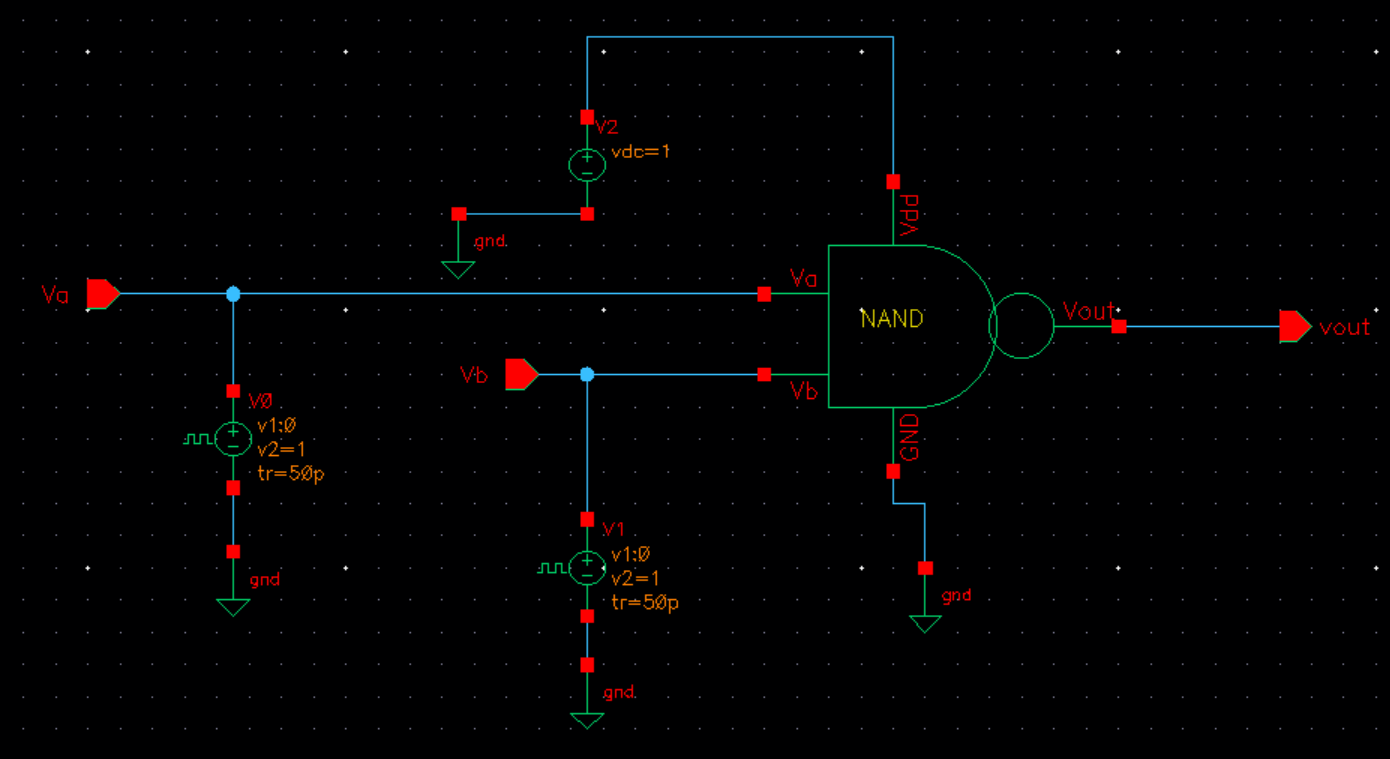 V2
vdc=1
Vdd
gnd
Va
Va
NAND
Vout
vout
Vb
Vb
V0
v1:0
v2=1
tr=50p
GND
V1
v1:0
v2=1
tr=50p
gnd
gnd
gnd